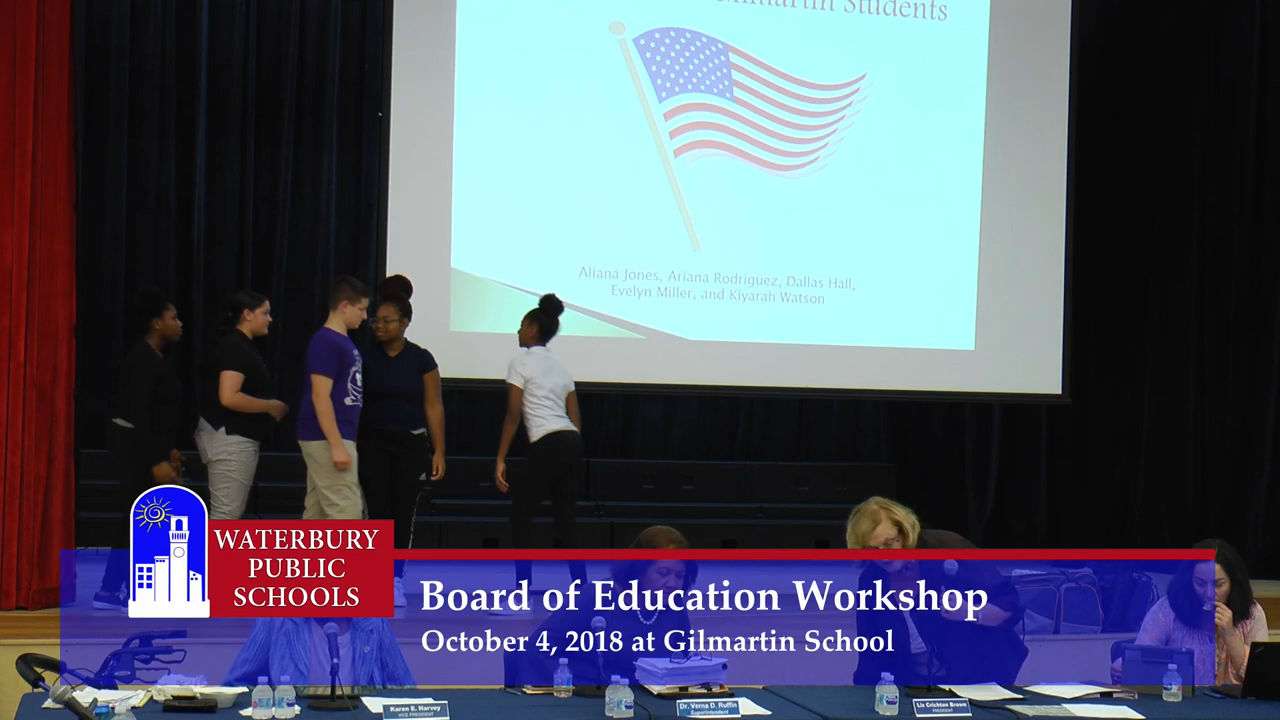 Gilmartin Students
Aliana Jones, Ariana Rodriguez, Dallas Hall,
Evelyn Miller, and Kiyarah Watson
WATERBURY
PUBLIC
SCHOOLS
Board of Education Workshop
October 4, 2018 at Gilmartin School
Karen E. Harvey
VICE PRESIDENT
Dr. Verna D. Ruffin
Superintendent
Liz Crichton Brown
PRESIDENT